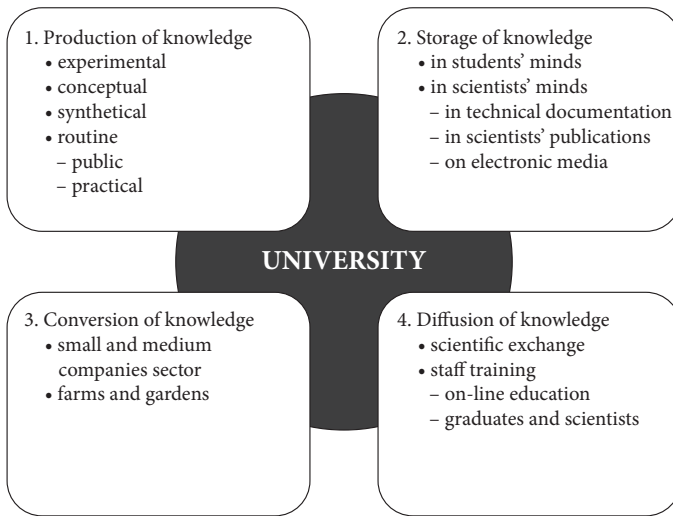 1. Production of knowledge
• experimental
• conceptual
• synthetical
• routine
– public
– practical
2. Storage of knowledge
• in students’ minds
• in scientists’ minds
– in technical documentation
– in scientists’ publications
– on electronic media
UNIVERSITY
3. Conversion of knowledge
• small and medium
companies sector
• farms and gardens
4. Diffusion of knowledge
• scientific exchange
• staff training
– on-line education
– graduates and scientists